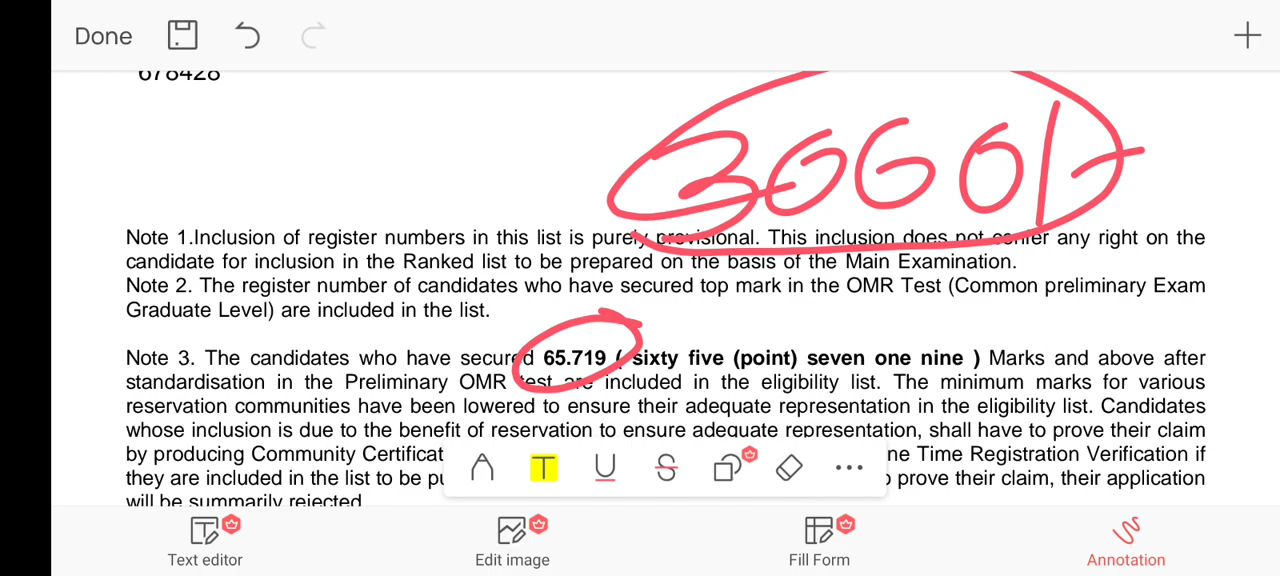 Done
678428
Note 1.Inclusion of register numbers in this list is purely provisional. This inclusion does not confer any right on the
candidate for inclusion in the Ranked list to be prepared on the basis of the Main Examination.
Note 2. The register number of candidates who have secured top mark in the OMR Test (Common preliminary Exam
Graduate Level) are included in the list.
Note 3. The candidates who have secured 65.719 ( sixty five (point) seven one nine ) Marks and above after
standardisation in the Preliminary OMR test are included in the eligibility list. The minimum marks for various
reservation communities have been lowered to ensure their adequate representation in the eligibility list. Candidates
whose inclusion is due to the benefit of reservation to ensure adequate representation, shall have to prove their claim
by producing Community Certificat ne Time Registration Verification if
they are included in the list to be pu prove their claim, their application
will be summarily rejected
T U S
Text editor
Edit image
Fill Form
Annotation